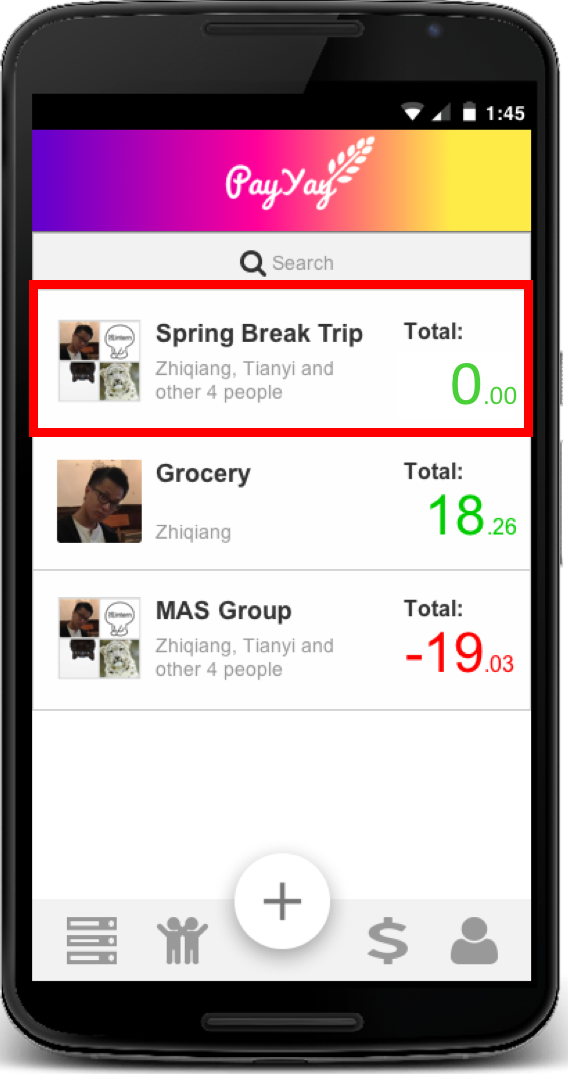 1:45
PayYay
Search
Spring Break Trip
Total:
Zhiqiang, Tianyi and
other 4 people
0.00
Grocery
Total:
18.26
Zhiqiang
MAS Group
Total:
Zhiqiang, Tianyi and
other 4 people
-19.03